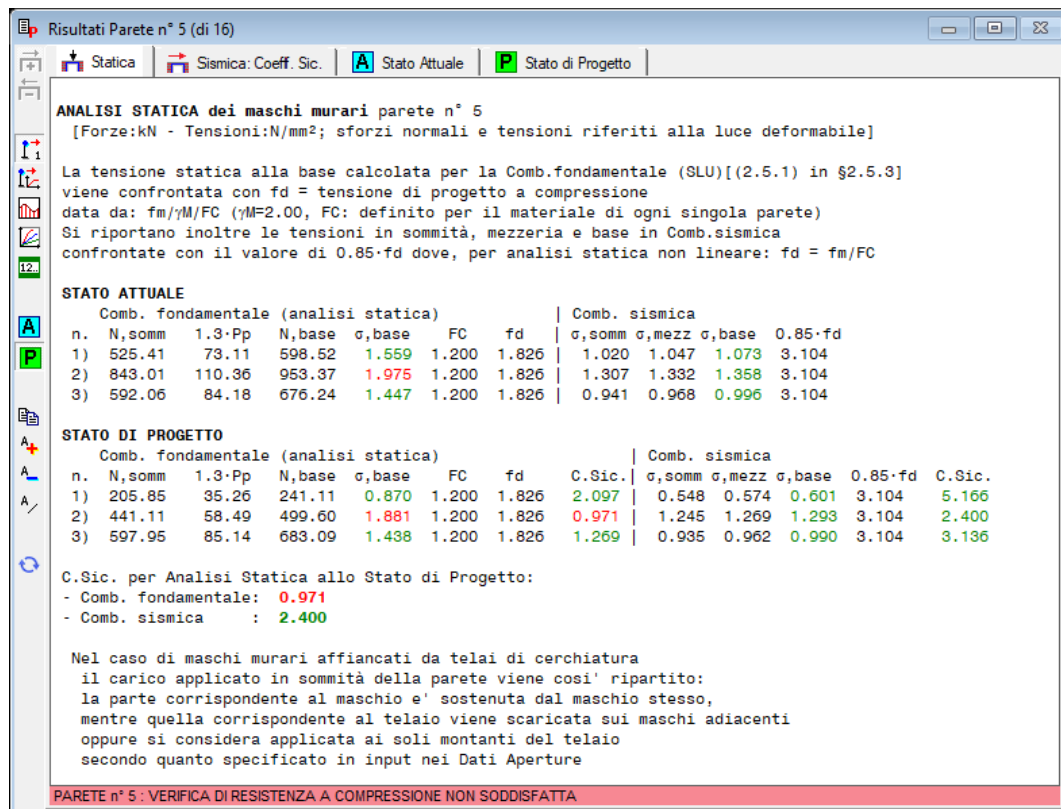 Risultati Parete n° 5 (di 16)
Statica Sismica: Coeff. Sic. A Stato Attuale P Stato di Progetto
ANALISI STATICA dei maschi murari parete n° 5
[Forze:kN - Tensioni:N/mm²; sforzi normali e tensioni riferiti alla luce deformabile]
La tensione statica alla base calcolata per la Comb.fondamentale (SLU)[(2.5.1) in §2.5.3]
viene confrontata con fd = tensione di progetto a compressione
data da: fm/γM/FC (γM=2.00, FC: definito per il materiale di ogni singola parete)
Si riportano inoltre le tensioni in sommità, mezzeria e base in Comb.sismica
confrontate con il valore di 0.85·fd dove, per analisi statica non lineare: fd = fm/FC
STATO ATTUALE
Comb. fondamentale (analisi statica) | Comb. sismica
n. N,somm 1.3·Pp N,base σ,base FC fd | σ,somm σ,mezz σ,base 0.85·fd
1) 525.41 73.11 598.52 1.559 1.200 1.826 | 1.020 1.047 1.073 3.104
2) 843.01 110.36 953.37 1.975 1.200 1.826 | 1.307 1.332 1.358 3.104
3) 592.06 84.18 676.24 1.447 1.200 1.826 | 0.941 0.968 0.996 3.104
STATO DI PROGETTO
Comb. fondamentale (analisi statica) | Comb. sismica
n. N,somm 1.3·Pp N,base σ,base FC fd C.Sic.| σ,somm σ,mezz σ,base 0.85·fd C.Sic.
1) 205.85 35.26 241.11 0.870 1.200 1.826 2.097 | 0.548 0.574 0.601 3.104 5.166
2) 441.11 58.49 499.60 1.881 1.200 1.826 0.971 | 1.245 1.269 1.293 3.104 2.400
3) 597.95 85.14 683.09 1.438 1.200 1.826 1.269 | 0.935 0.962 0.990 3.104 3.136
C.Sic. per Analisi Statica allo Stato di Progetto:
- Comb. fondamentale: 0.971
- Comb. sismica : 2.400
Nel caso di maschi murari affiancati da telai di cerchiatura
il carico applicato in sommità della parete viene cosi' ripartito:
la parte corrispondente al maschio e' sostenuta dal maschio stesso,
mentre quella corrispondente al telaio viene scaricata sui maschi adiacenti
oppure si considera applicata ai soli montanti del telaio
secondo quanto specificato in input nei Dati Aperture
PARETE n° 5 : VERIFICA DI RESISTENZA A COMPRESSIONE NON SODDISFATTA
1
12..
A
P
A
A
A